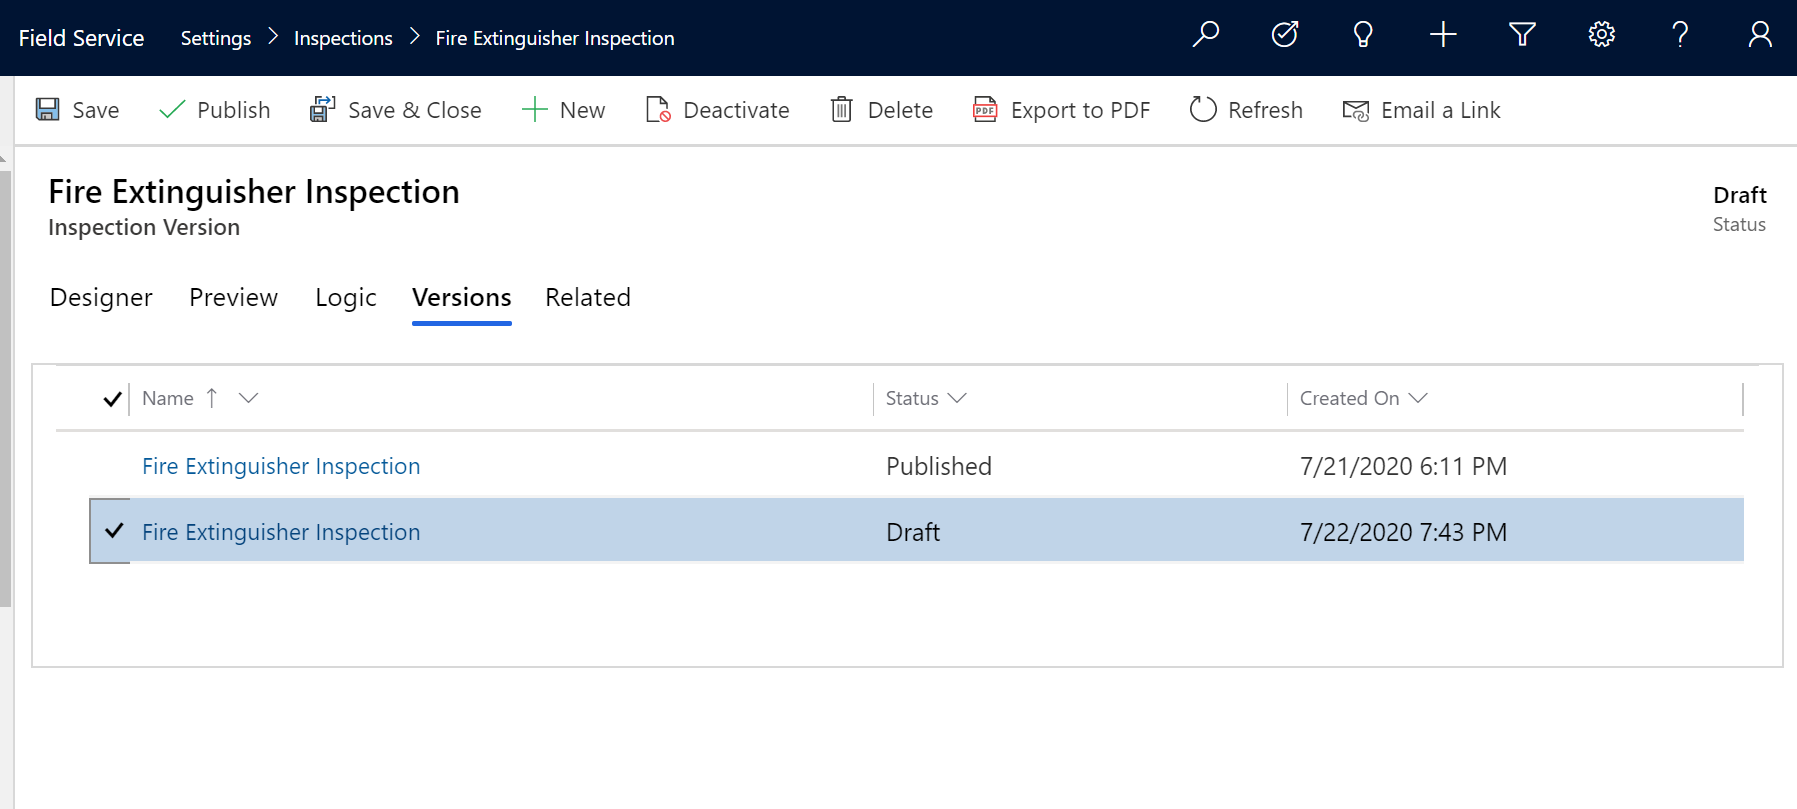 Field Service Settings Inspections Fire Extinguisher Inspection
Save Publish Save & Close New Deactivate Delete PDF Export to PDF Refresh Email a Link
Fire Extinguisher Inspection
Inspection Version
Draft
Status
Designer Preview Logic Versions Related
Name Status Created On
Fire Extinguisher Inspection Published 7/21/2020 6:11 PM
Fire Extinguisher Inspection Draft 7/22/2020 7:43 PM